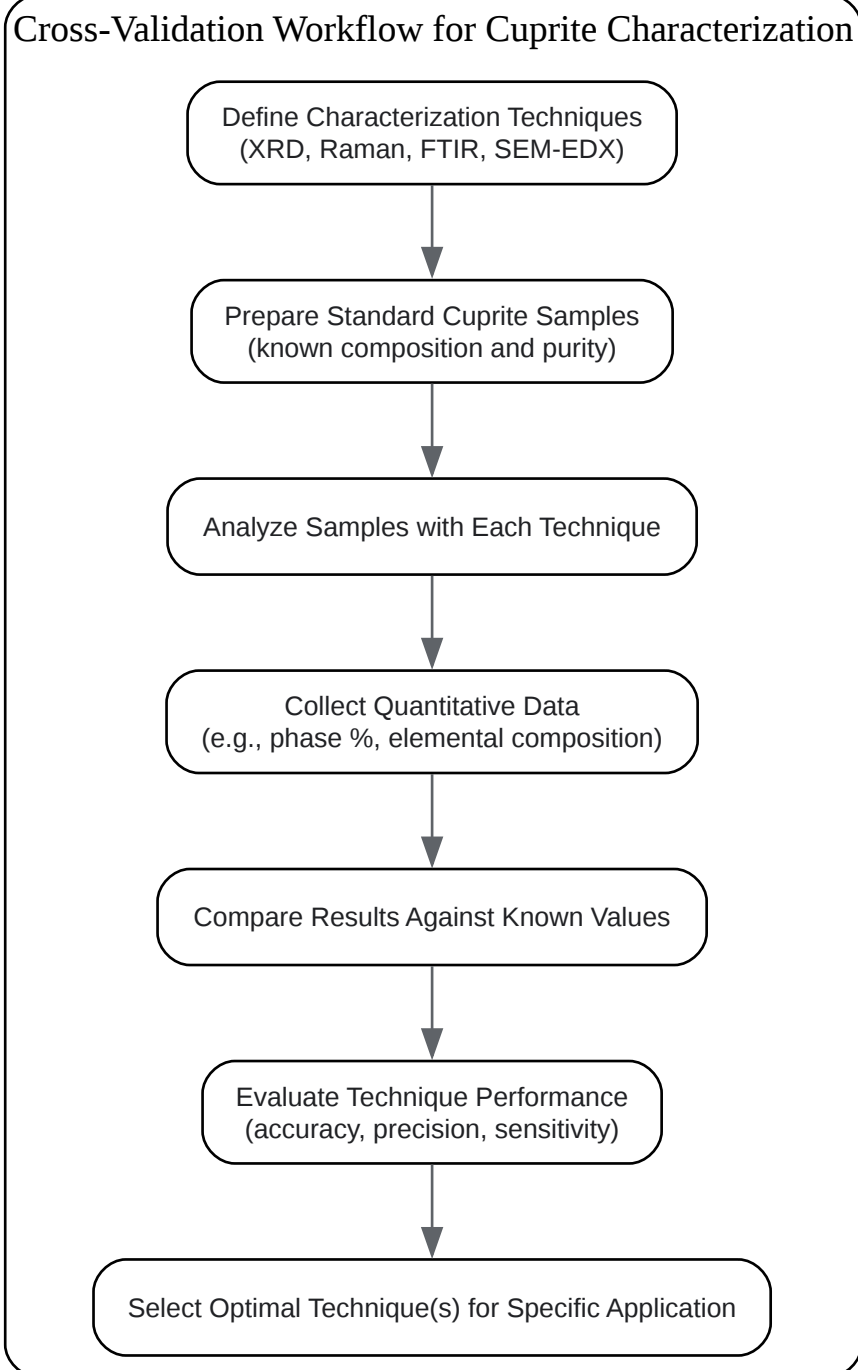 Cross-Validation Workflow for Cuprite Characterization
Define Characterization Techniques
(XRD, Raman, FTIR, SEM-EDX)
Prepare Standard Cuprite Samples
(known composition and purity)
Analyze Samples with Each Technique
Collect Quantitative Data
(e.g., phase %, elemental composition)
Compare Results Against Known Values
Evaluate Technique Performance
(accuracy, precision, sensitivity)
Select Optimal Technique(s) for Specific Application